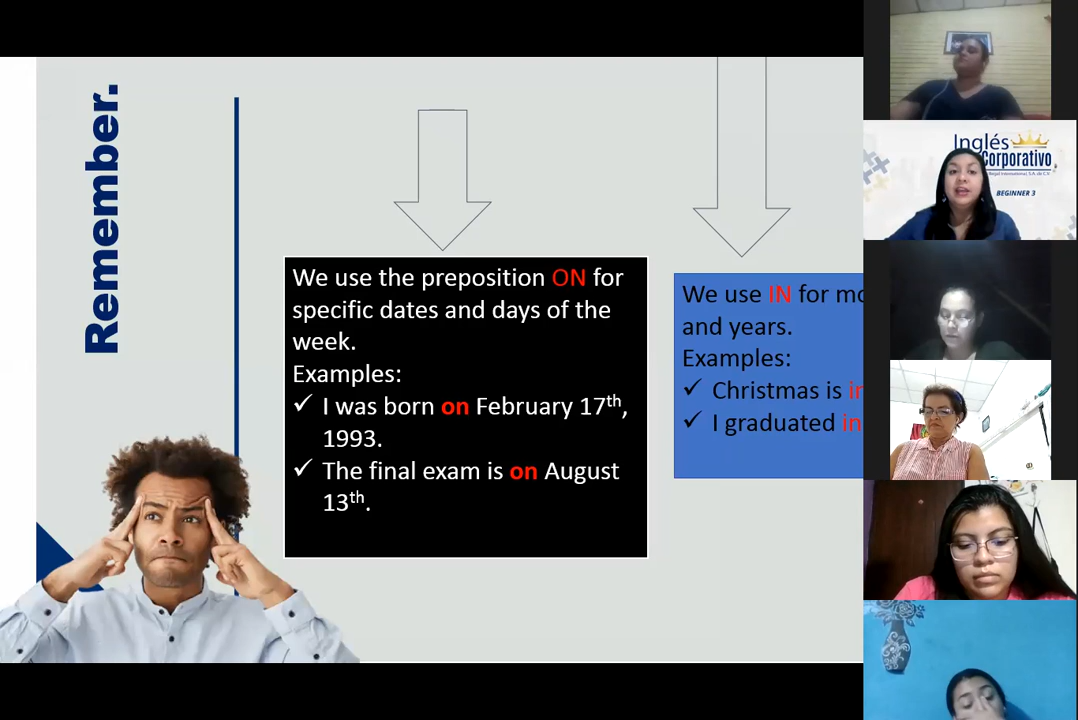 Remember.
We use the preposition ON for
specific dates and days of the
week.
Examples:
✓ I was born on February 17th,
1993.
✓ The final exam is on August
13th.
We use IN for
and years.
Examples:
✓ Christmas is
✓ I graduated in
Inglés
Corporativo
BEGINNER 3